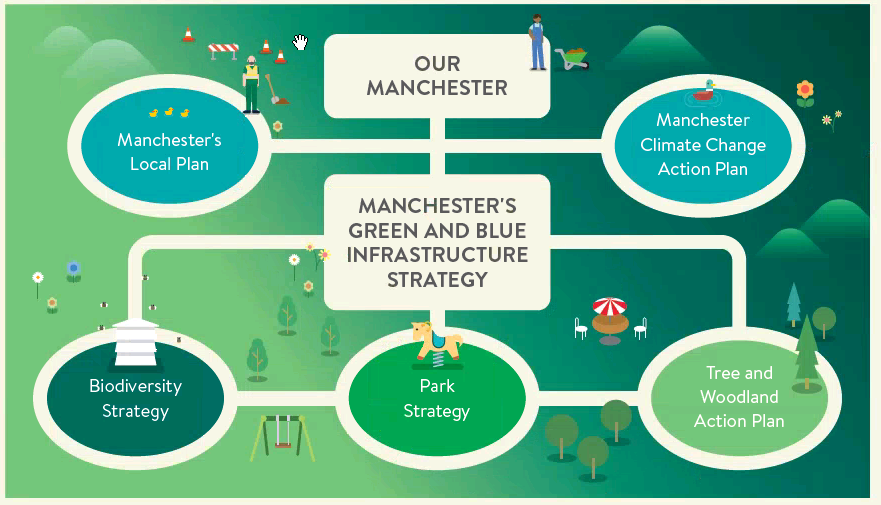 OUR
MANCHESTER
Manchester's
Local Plan
Manchester
Climate Change
Action Plan
MANCHESTER'S
GREEN AND BLUE
INFRASTRUCTURE
STRATEGY
Biodiversity
Strategy
Park
Strategy
Tree and
Woodland
Action Plan